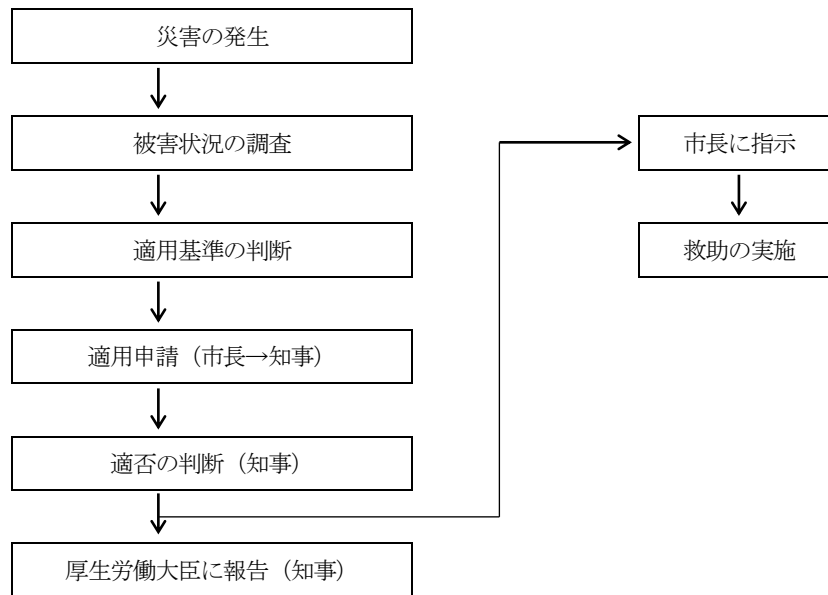 災害の発生
被害状況の調査
適用基準の判断
適用申請（市長→知事）
適否の判断（知事）
厚生労働大臣に報告（知事）
市長に指示
救助の実施